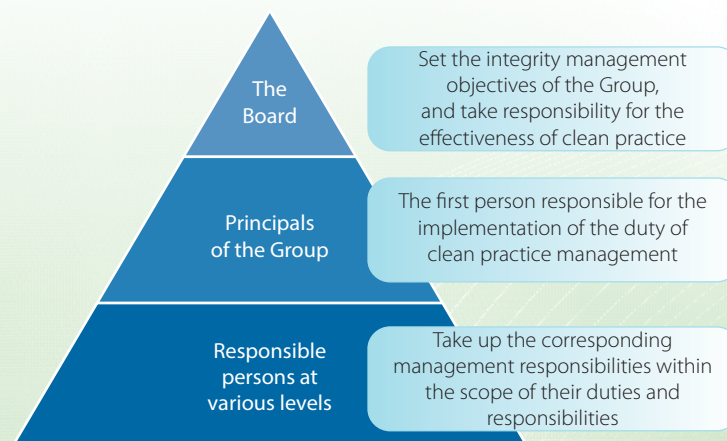 The
Board
Set the integrity management
objectives of the Group,
and take responsibility for the
effectiveness of clean practice
Principals
of the Group
The first person responsible for the
implementation of the duty of
clean practice management
Responsible
persons at
various levels
Take up the corresponding
management responsibilities within
the scope of their duties and
responsibilities